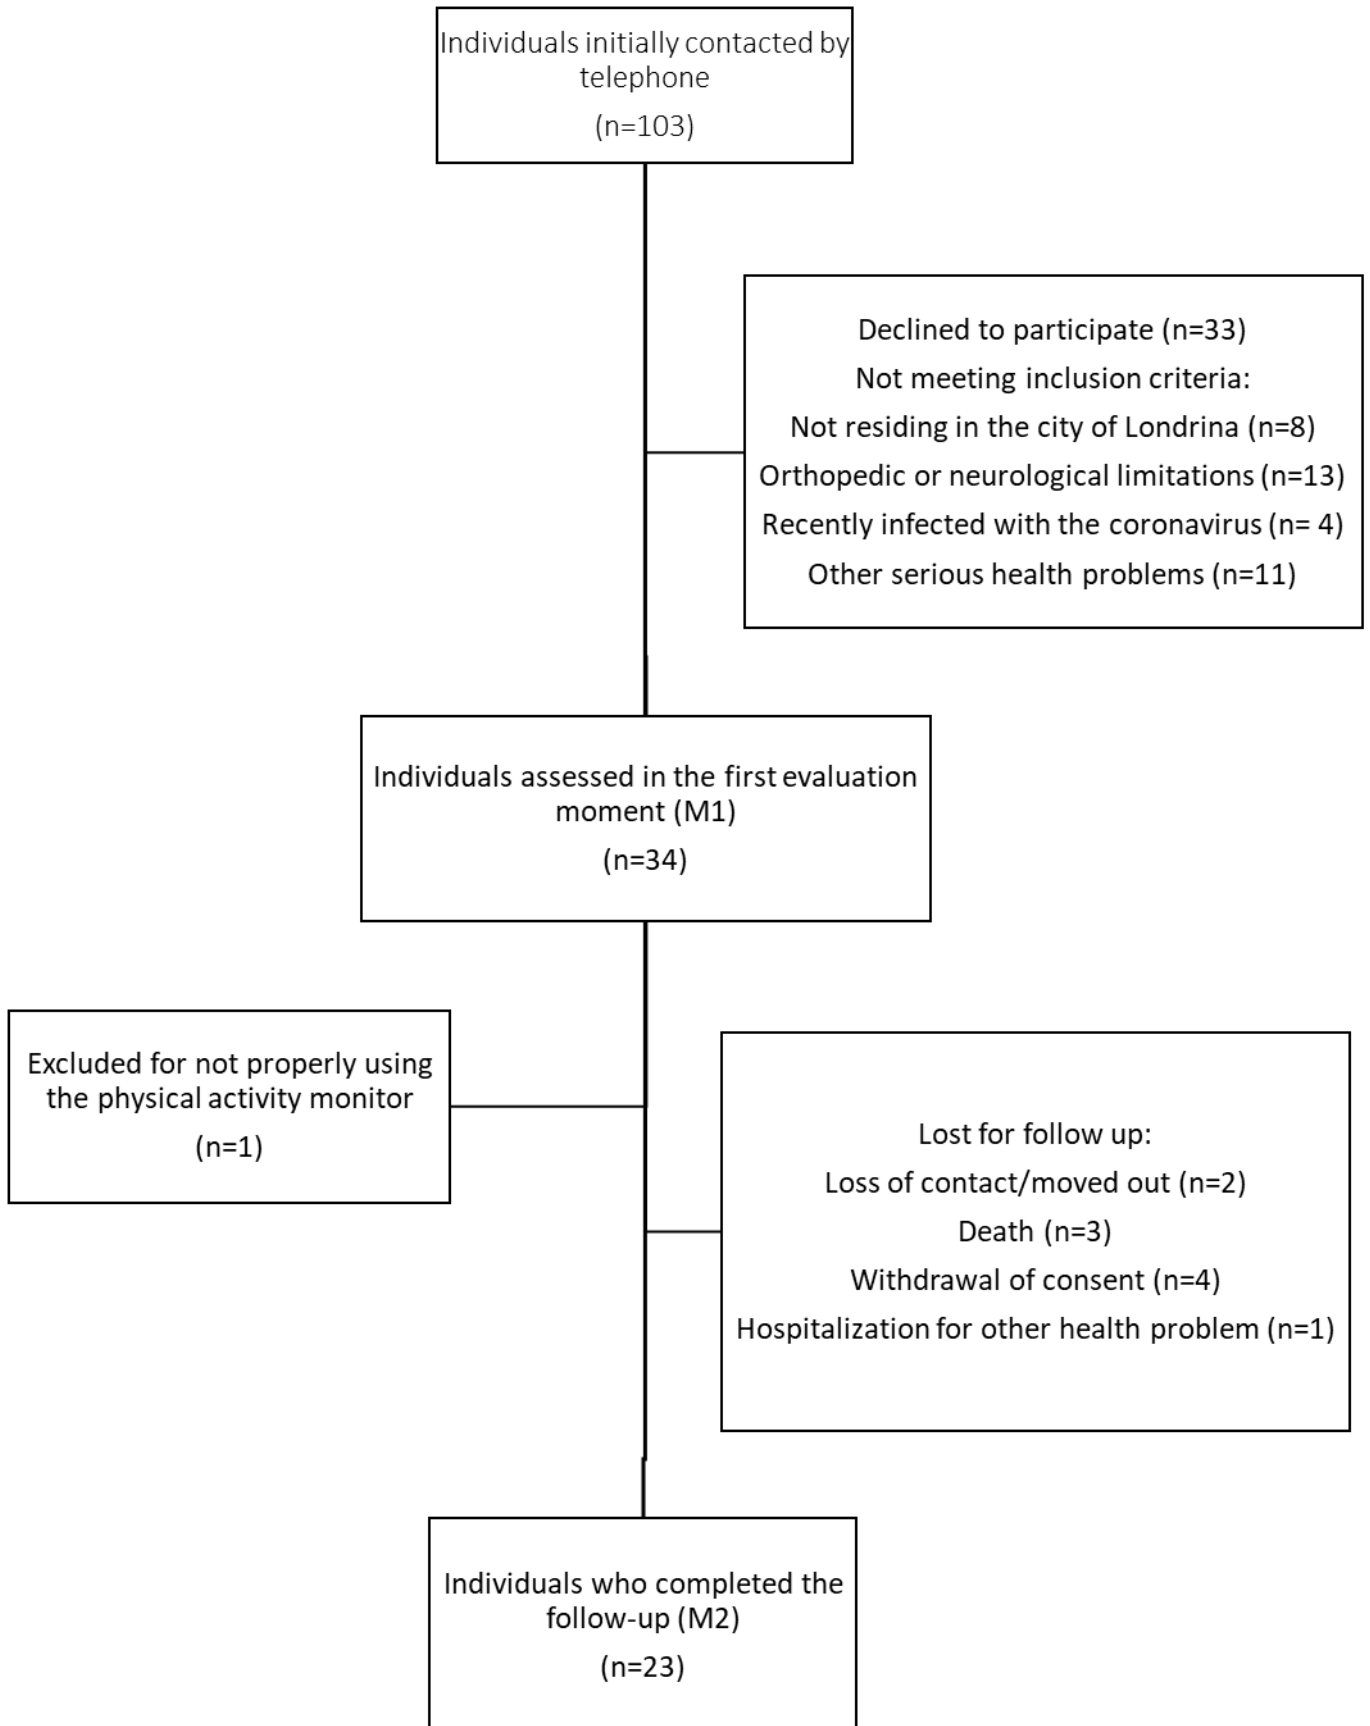 Individuals initially contacted by
telephone
(n=103)
Declined to participate (n=33)
Not meeting inclusion criteria:
Not residing in the city of Londrina (n=8)
Orthopedic or neurological limitations (n=13)
Recently infected with the coronavirus (n= 4)
Other serious health problems (n=11)
Individuals assessed in the first evaluation
moment (M1)
(n=34)
Excluded for not properly using
the physical activity monitor
(n=1)
Lost for follow up:
Loss of contact/moved out (n=2)
Death (n=3)
Withdrawal of consent (n=4)
Hospitalization for other health problem (n=1)
Individuals who completed the
follow-up (M2)
(n=23)